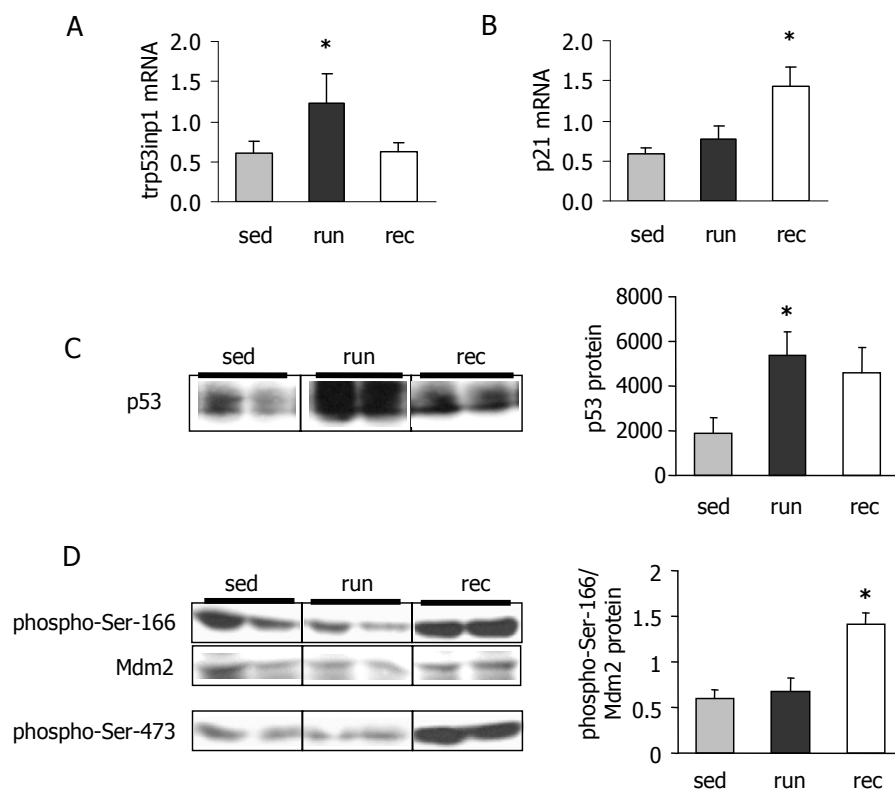 A
trp53inp1 mRNA
2.0
1.5
1.0
0.5
0.0
*
sed run rec
B
p21 mRNA
2.0
1.5
1.0
0.5
0.0
*
sed run rec
C
sed run rec
p53
p53 protein
8000
6000
4000
2000
0
*
sed run rec
D
sed run rec
phospho-Ser-166
Mdm2
phospho-Ser-473
phospho-Ser-166/
Mdm2 protein
2
1.5
1
0.5
0
*
sed run rec